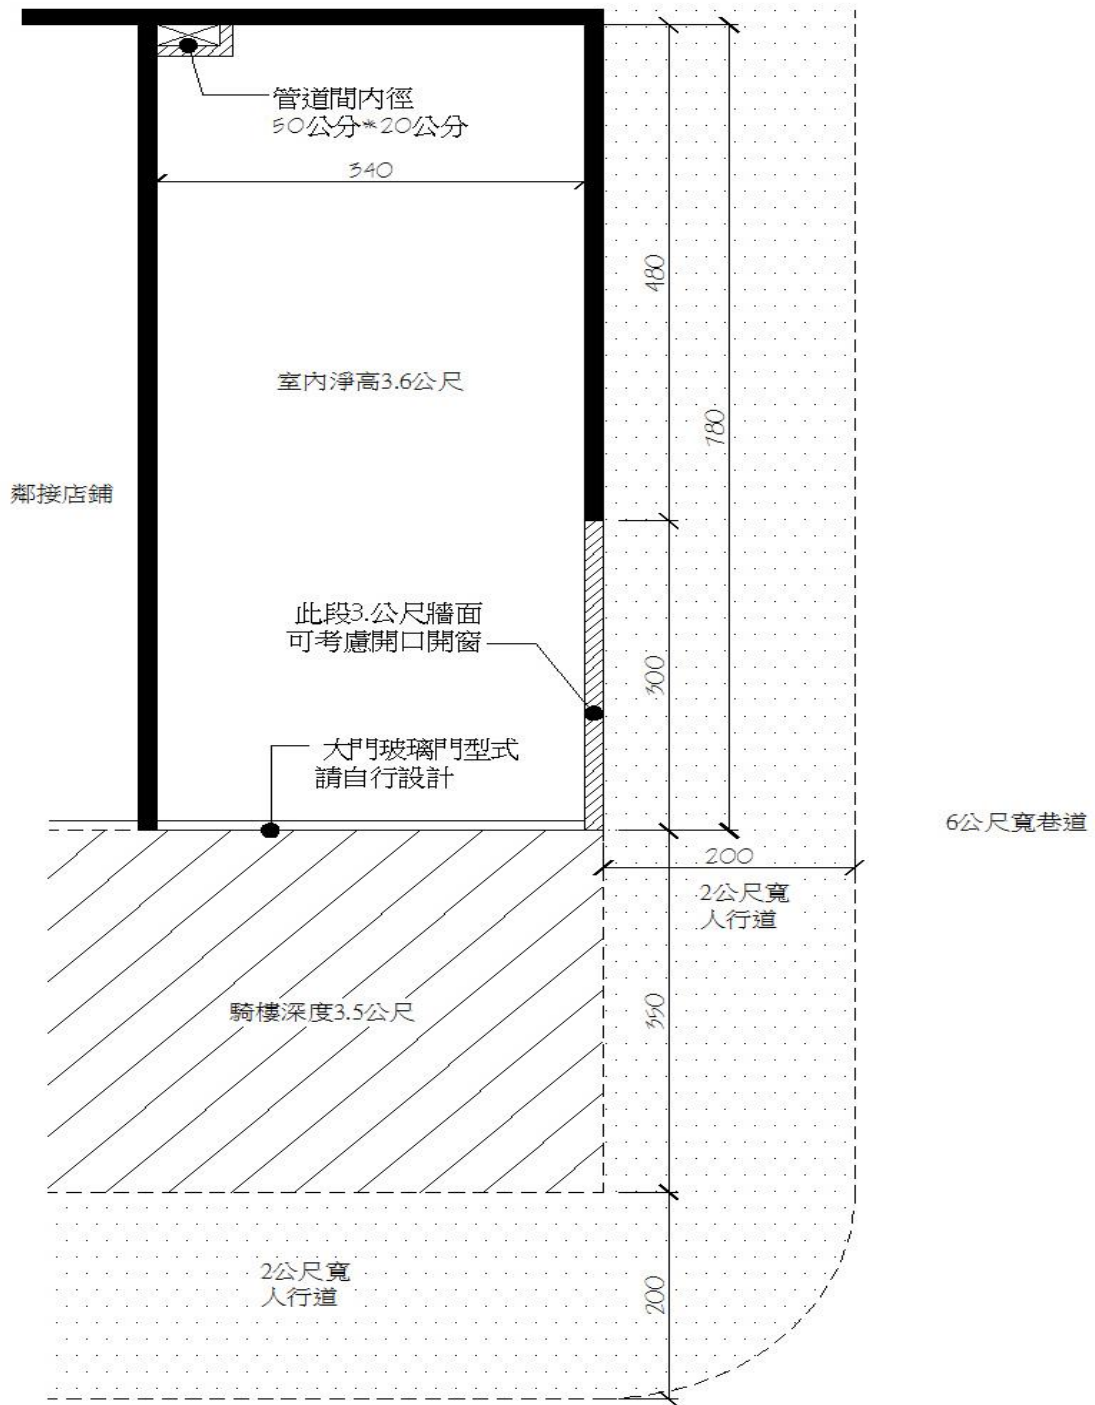 管道間內徑
50公分*20公分
340
480
室內淨高3.6公尺
780
鄰接店鋪
此段3.公尺牆面
可考慮開口開窗
300
大門玻璃門型式
請自行設計
6公尺寬巷道
200
2公尺寬
人行道
騎樓深度3.5公尺
350
2公尺寬
人行道
200